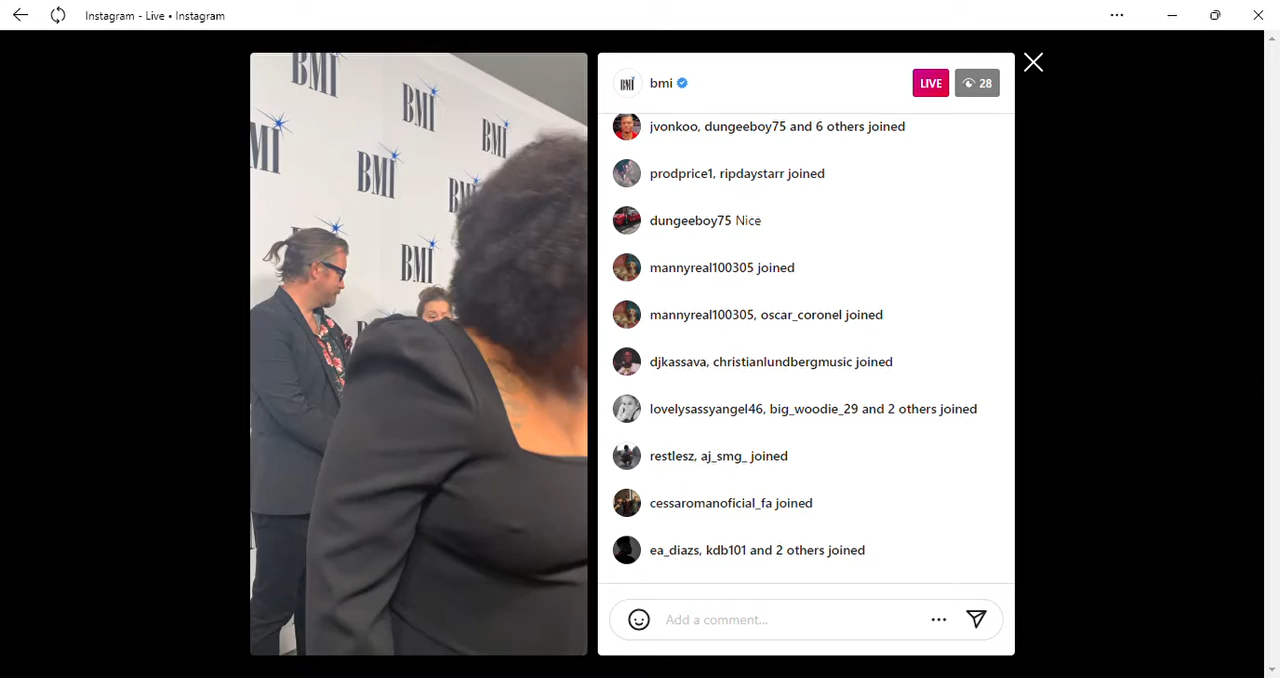 Instagram - Live • Instagram
BMI
BMI
BMI
MI
BMI
BMI
BMI
bmi
LIVE
28
jvonkoo, dungeeboy75 and 6 others joined
prodprice1, ripdaystarr joined
dungeeboy75 Nice
mannyreal100305 joined
mannyreal100305, oscar_coronel joined
djkassava, christianlundbergmusic joined
lovelysassyangel46, big_woodie_29 and 2 others joined
restlesz, aj_smg_ joined
cessaromanoficial_fa joined
ea_diazs, kdb101 and 2 others joined
Add a comment...